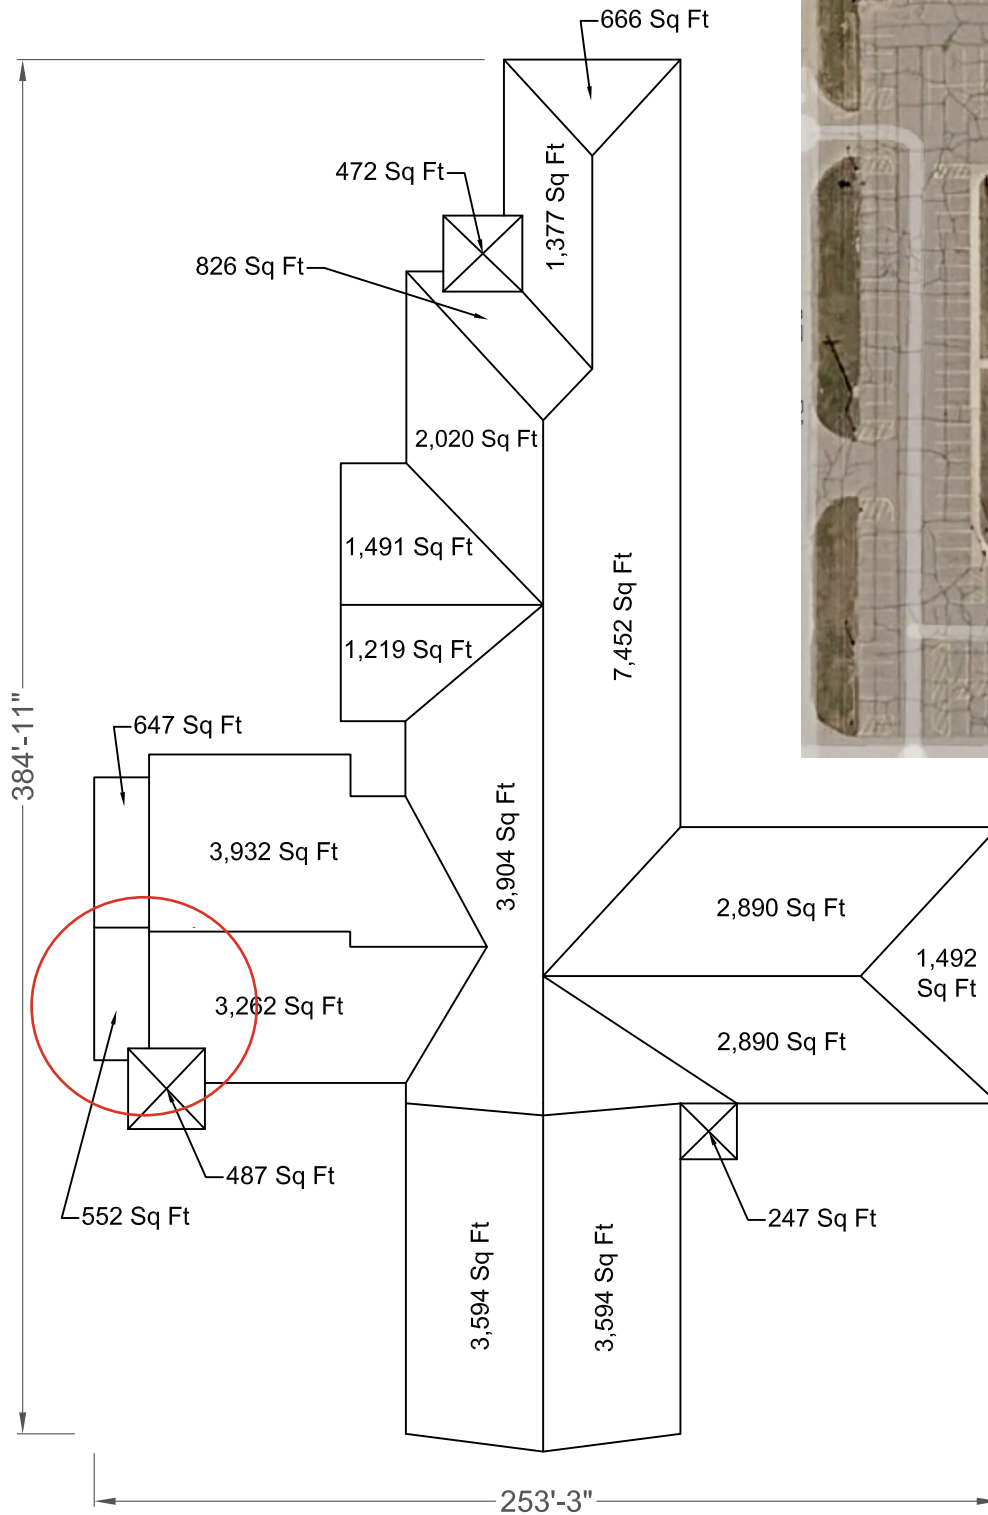 666 Sq Ft
472 Sq Ft
1,377 Sq Ft
826 Sq Ft
2,020 Sq Ft
1,491 Sq Ft
7,452 Sq Ft
1,219 Sq Ft
384'-11"
647 Sq Ft
3,904 Sq Ft
3,932 Sq Ft
2,890 Sq Ft
1,492
Sq Ft
3,262 Sq Ft
2,890 Sq Ft
487 Sq Ft
552 Sq Ft
247 Sq Ft
3,594 Sq Ft
3,594 Sq Ft
253'-3"